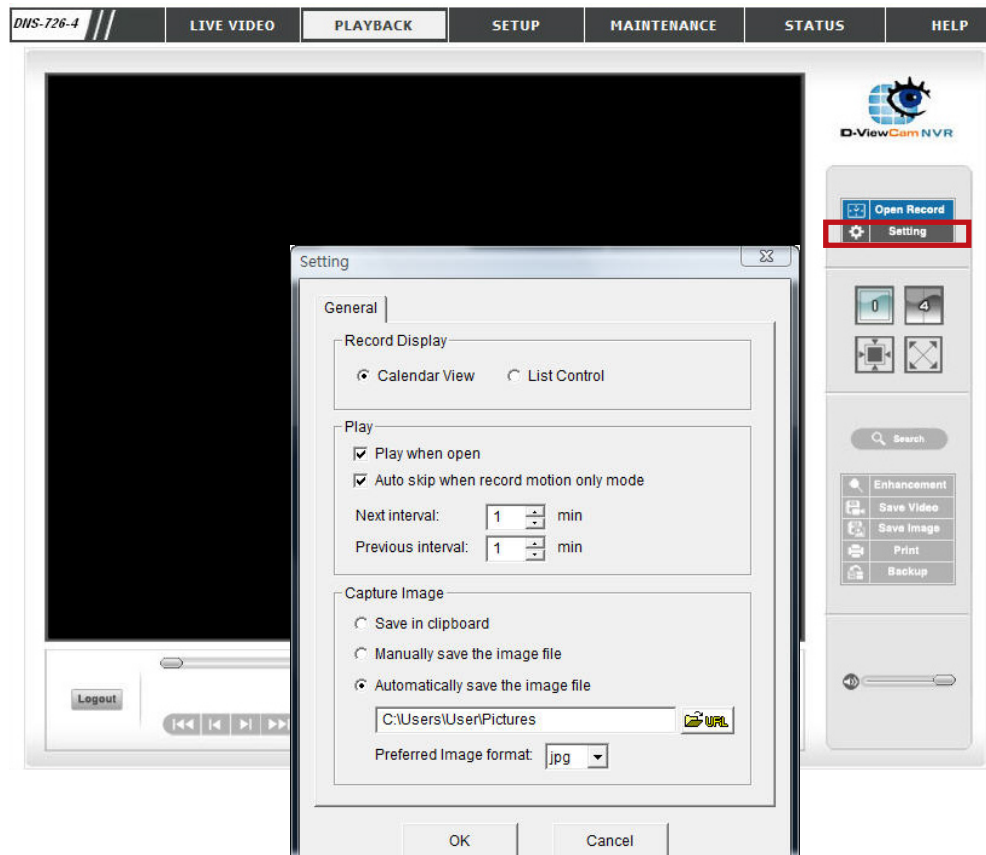 DNS-726-4 LIVE VIDEO PLAYBACK SETUP MAINTENANCE STATUS HELP
D-ViewCam NVR
Open Record
Setting
0 4
Search
Enhancement
Save Video
Save Image
Print
Backup
Logout
Setting
General
Record Display
Calendar View List Control
Play
Play when open
Auto skip when record motion only mode
Next interval: 1 min
Previous interval: 1 min
Capture Image
Save in clipboard
Manually save the image file
Automatically save the image file
C:\Users\User\Pictures URL
Preferred Image format: jpg
OK Cancel